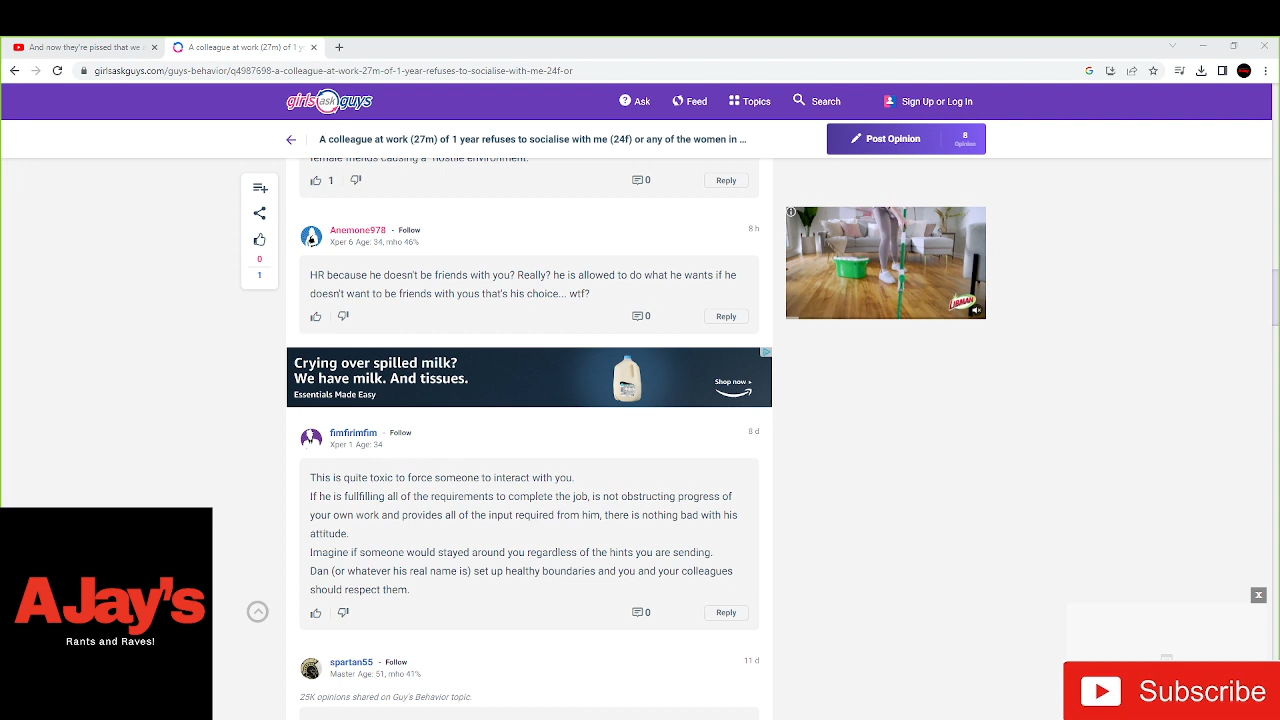 And now they're pissed that we
A colleague at work (27m) of 1 y
girlsaskguys.com/guys-behavior/q4987698-a-colleague-at-work-27m-of-1-year-refuses-to-socialise-with-me-24f-or
girls ask guys
Ask
Feed
Topics
Search
Sign Up or Log In
A colleague at work (27m) of 1 year refuses to socialise with me (24f) or any of the women in ...
Post Opinion
8
Opinion
female friends causing a hostile environment.
1
0
Reply
0
1
Anemone978 - Follow
8 h
Xper 6 Age: 34, mho 46%
HR because he doesn't be friends with you? Really? he is allowed to do what he wants if he
doesn't want to be friends with yous that's his choice... wtf?
0
Reply
LIBMAN
Crying over spilled milk?
We have milk. And tissues.
Essentials Made Easy
Shop now ▸
fimfirimfim - Follow
8 d
Xper 1 Age: 34
This is quite toxic to force someone to interact with you.
If he is fullfilling all of the requirements to complete the job, is not obstructing progress of
your own work and provides all of the input required from him, there is nothing bad with his
attitude.
Imagine if someone would stayed around you regardless of the hints you are sending.
Dan (or whatever his real name is) set up healthy boundaries and you and your colleagues
should respect them.
0
Reply
spartan55 - Follow
11 d
Master Age: 51, mho 41%
25K opinions shared on Guy's Behavior topic.
AJay's
Rants and Raves!
X
Subscribe